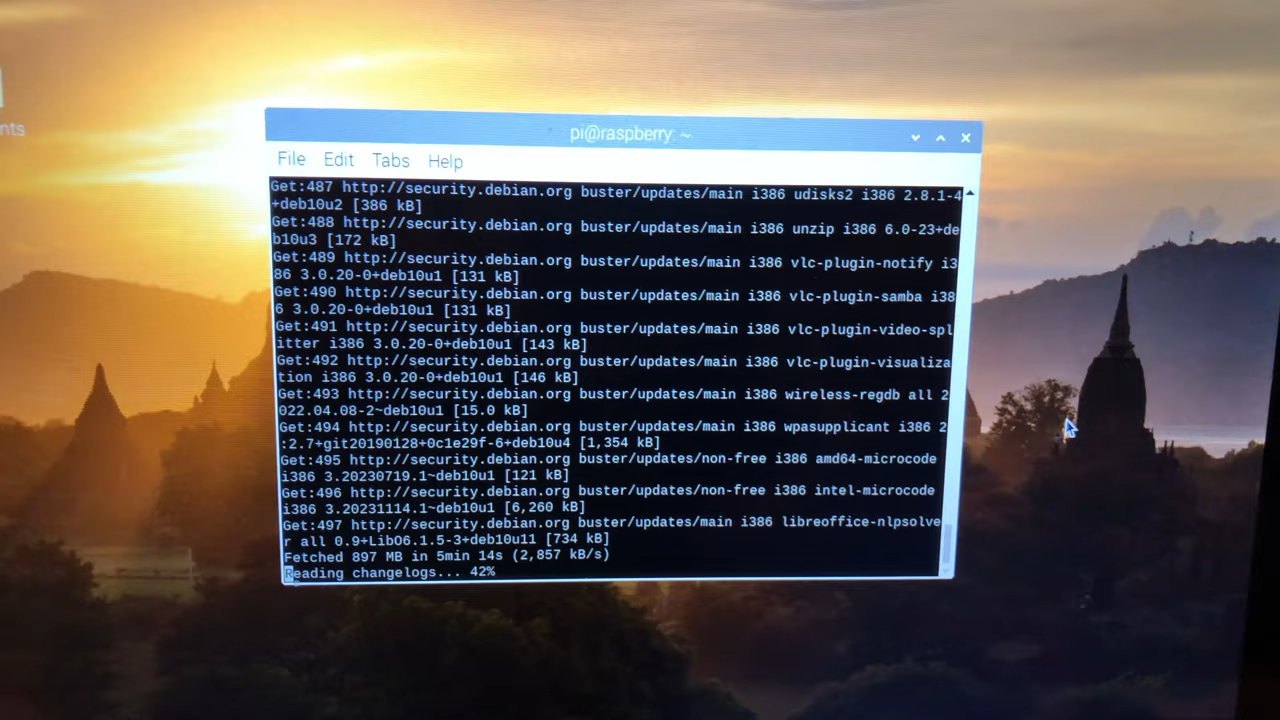 nts
pi@raspberry: ~
File Edit Tabs Help
Get:487 http://security.debian.org buster/updates/main i386 udisks2 i386 2.8.1-4
+deb10u2 [386 kB]
Get:488 http://security.debian.org buster/updates/main i386 unzip i386 6.0-23+de
b10u3 [172 kB]
Get:489 http://security.debian.org buster/updates/main i386 vlc-plugin-notify i3
86 3.0.20-0+deb10u1 [131 kB]
Get:490 http://security.debian.org buster/updates/main i386 vlc-plugin-samba i38
6 3.0.20-0+deb10u1 [131 kB]
Get:491 http://security.debian.org buster/updates/main i386 vlc-plugin-video-spl
itter i386 3.0.20-0+deb10u1 [143 kB]
Get:492 http://security.debian.org buster/updates/main i386 vlc-plugin-visualiza
tion i386 3.0.20-0+deb10u1 [146 kB]
Get:493 http://security.debian.org buster/updates/main i386 wireless-regdb all 2
022.04.08-2~deb10u1 [15.0 kB]
Get:494 http://security.debian.org buster/updates/main i386 wpasupplicant i386 2
:2.7+git20190128+0c1e29f-6+deb10u4 [1,354 kB]
Get:495 http://security.debian.org buster/updates/non-free i386 amd64-microcode
i386 3.20230719.1~deb10u1 [121 kB]
Get:496 http://security.debian.org buster/updates/non-free i386 intel-microcode
i386 3.20231114.1~deb10u1 [6,260 kB]
Get:497 http://security.debian.org buster/updates/main i386 libreoffice-nlpsolve
r all 0.9+LibO6.1.5-3+deb10u11 [734 kB]
Fetched 897 MB in 5min 14s (2,857 kB/s)
Reading changelogs... 42%